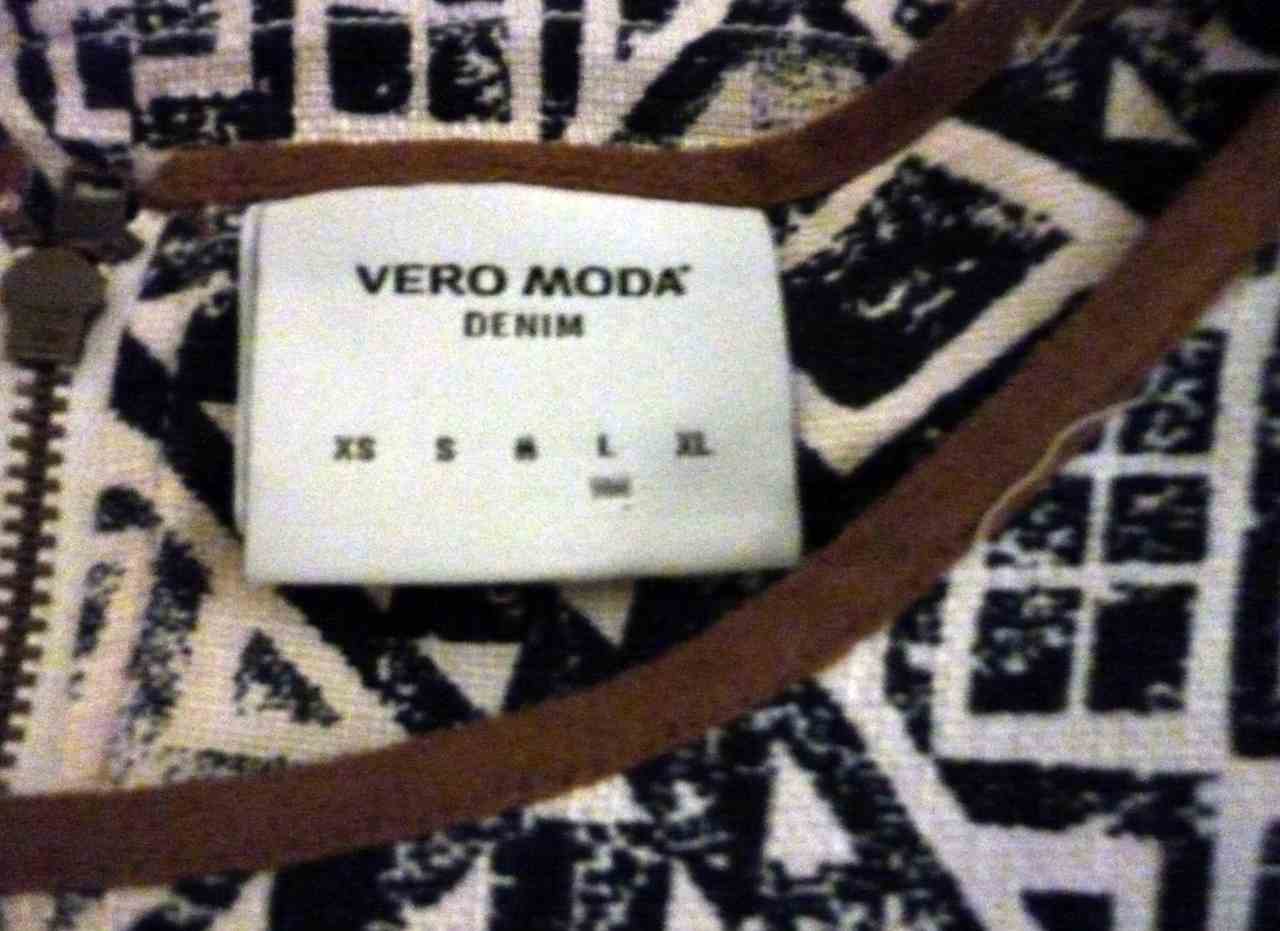 VERO MODA
DENIM
XS S M L XL